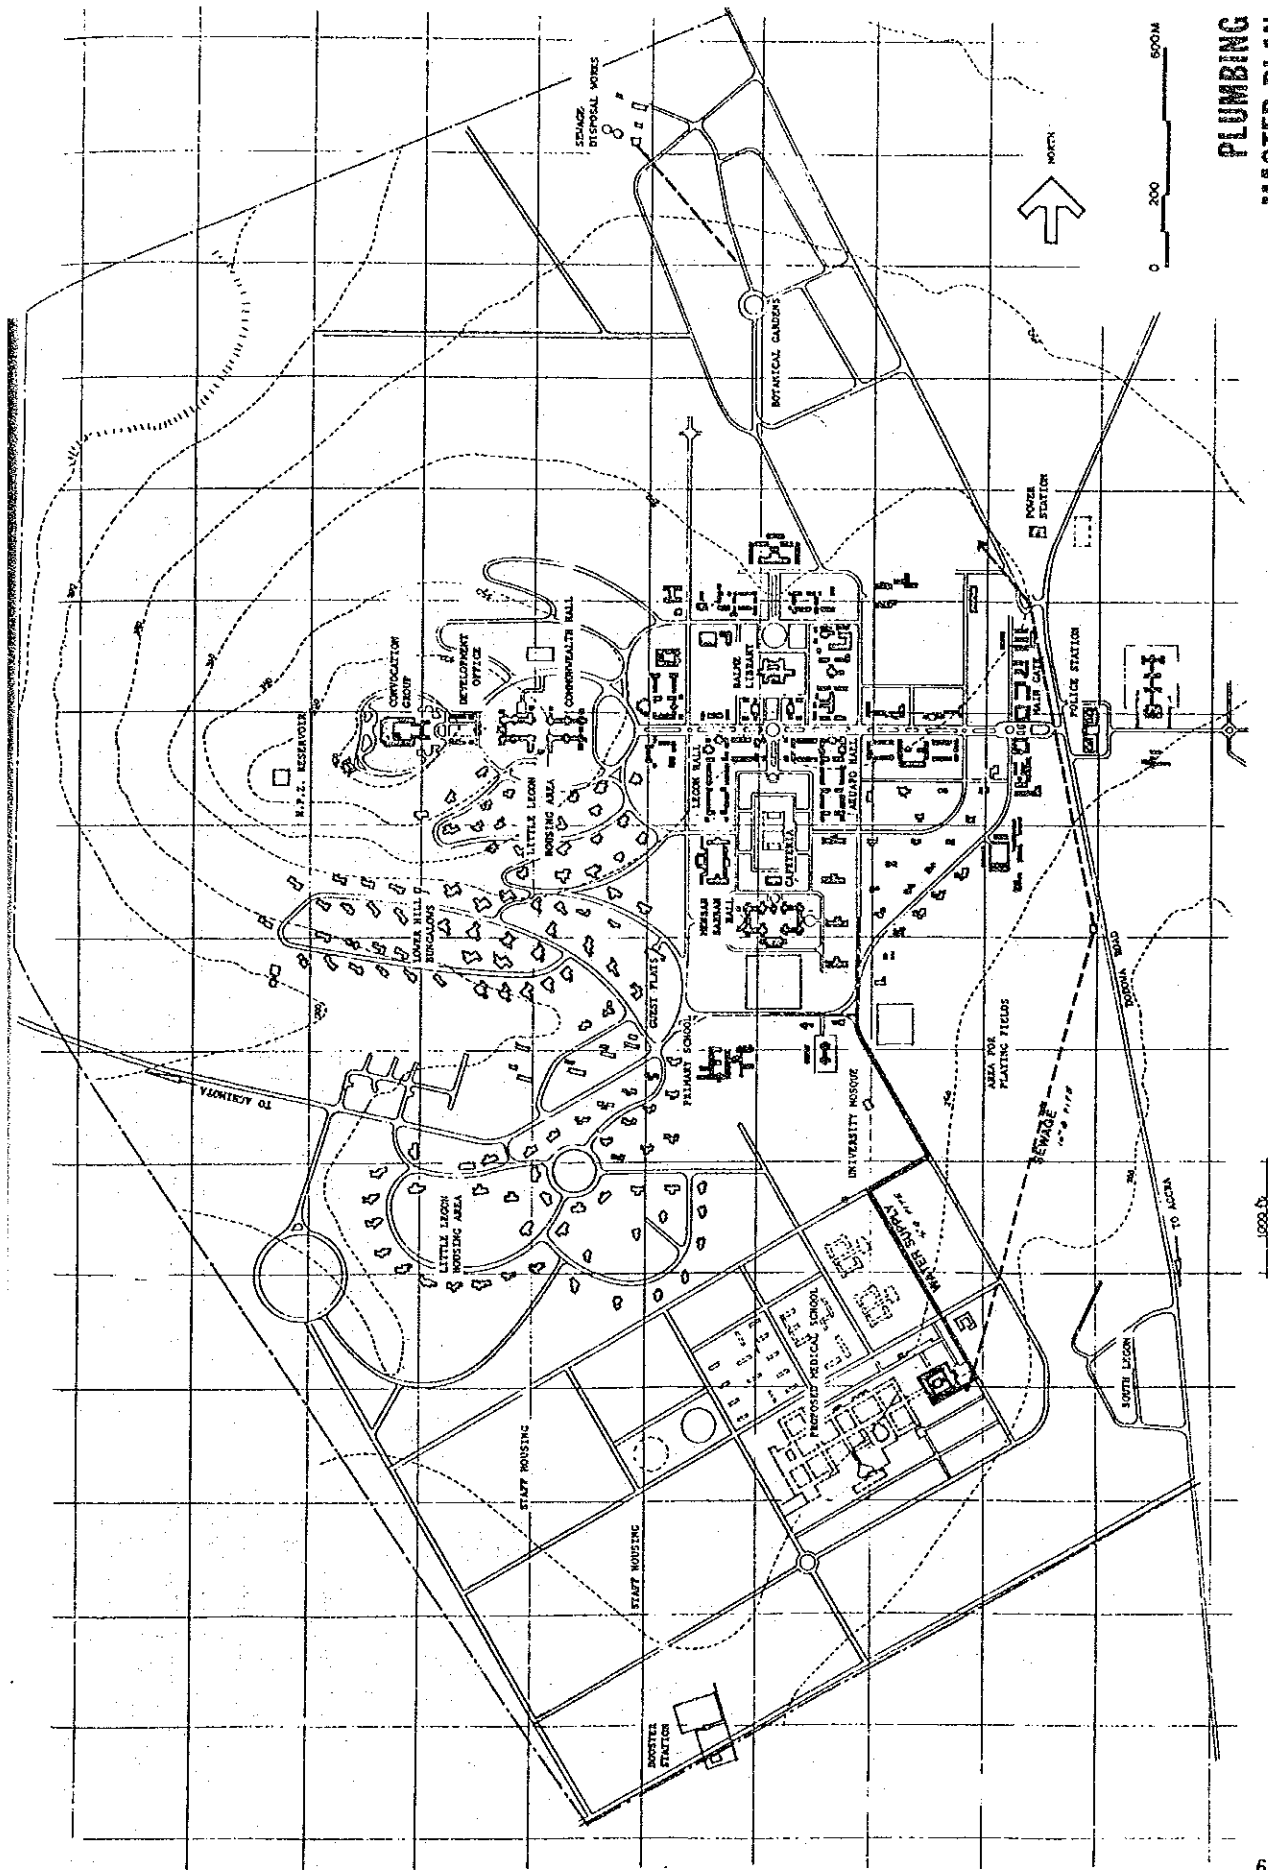 PLUMBING
600M
200
0
NORTH
SEWAGE
DISPOSAL WORKS
BOTANICAL GARDENS
POWER
STATION
CONVOCATION
GROUP
DEVELOPMENT
OFFICE
COMMONWEALTH HALL
N.P.Z. RESERVOIR
LITTLE LEGON
HOUSING AREA
BALME
LIBRARY
LEGON HALL
AKUAFO HALL
CAFETERIA
MENSAH
SARBAH
HALL
MAIN GATE
POLICE STATION
LOWER HILL
BUNGALOWS
GUEST FLATS
PRIMARY SCHOOL
UNIVERSITY MOSQUE
AREA FOR
PLAYING FIELDS
DODOWA ROAD
SEWAGE
TO ACHIMOTA
LITTLE LEGON
HOUSING AREA
WATER SUPPLY
TO ACCRA
1000 ft
PROPOSED MEDICAL SCHOOL
SOUTH LEGON
STAFF HOUSING
STAFF HOUSING
BOOSTER
STATION
6